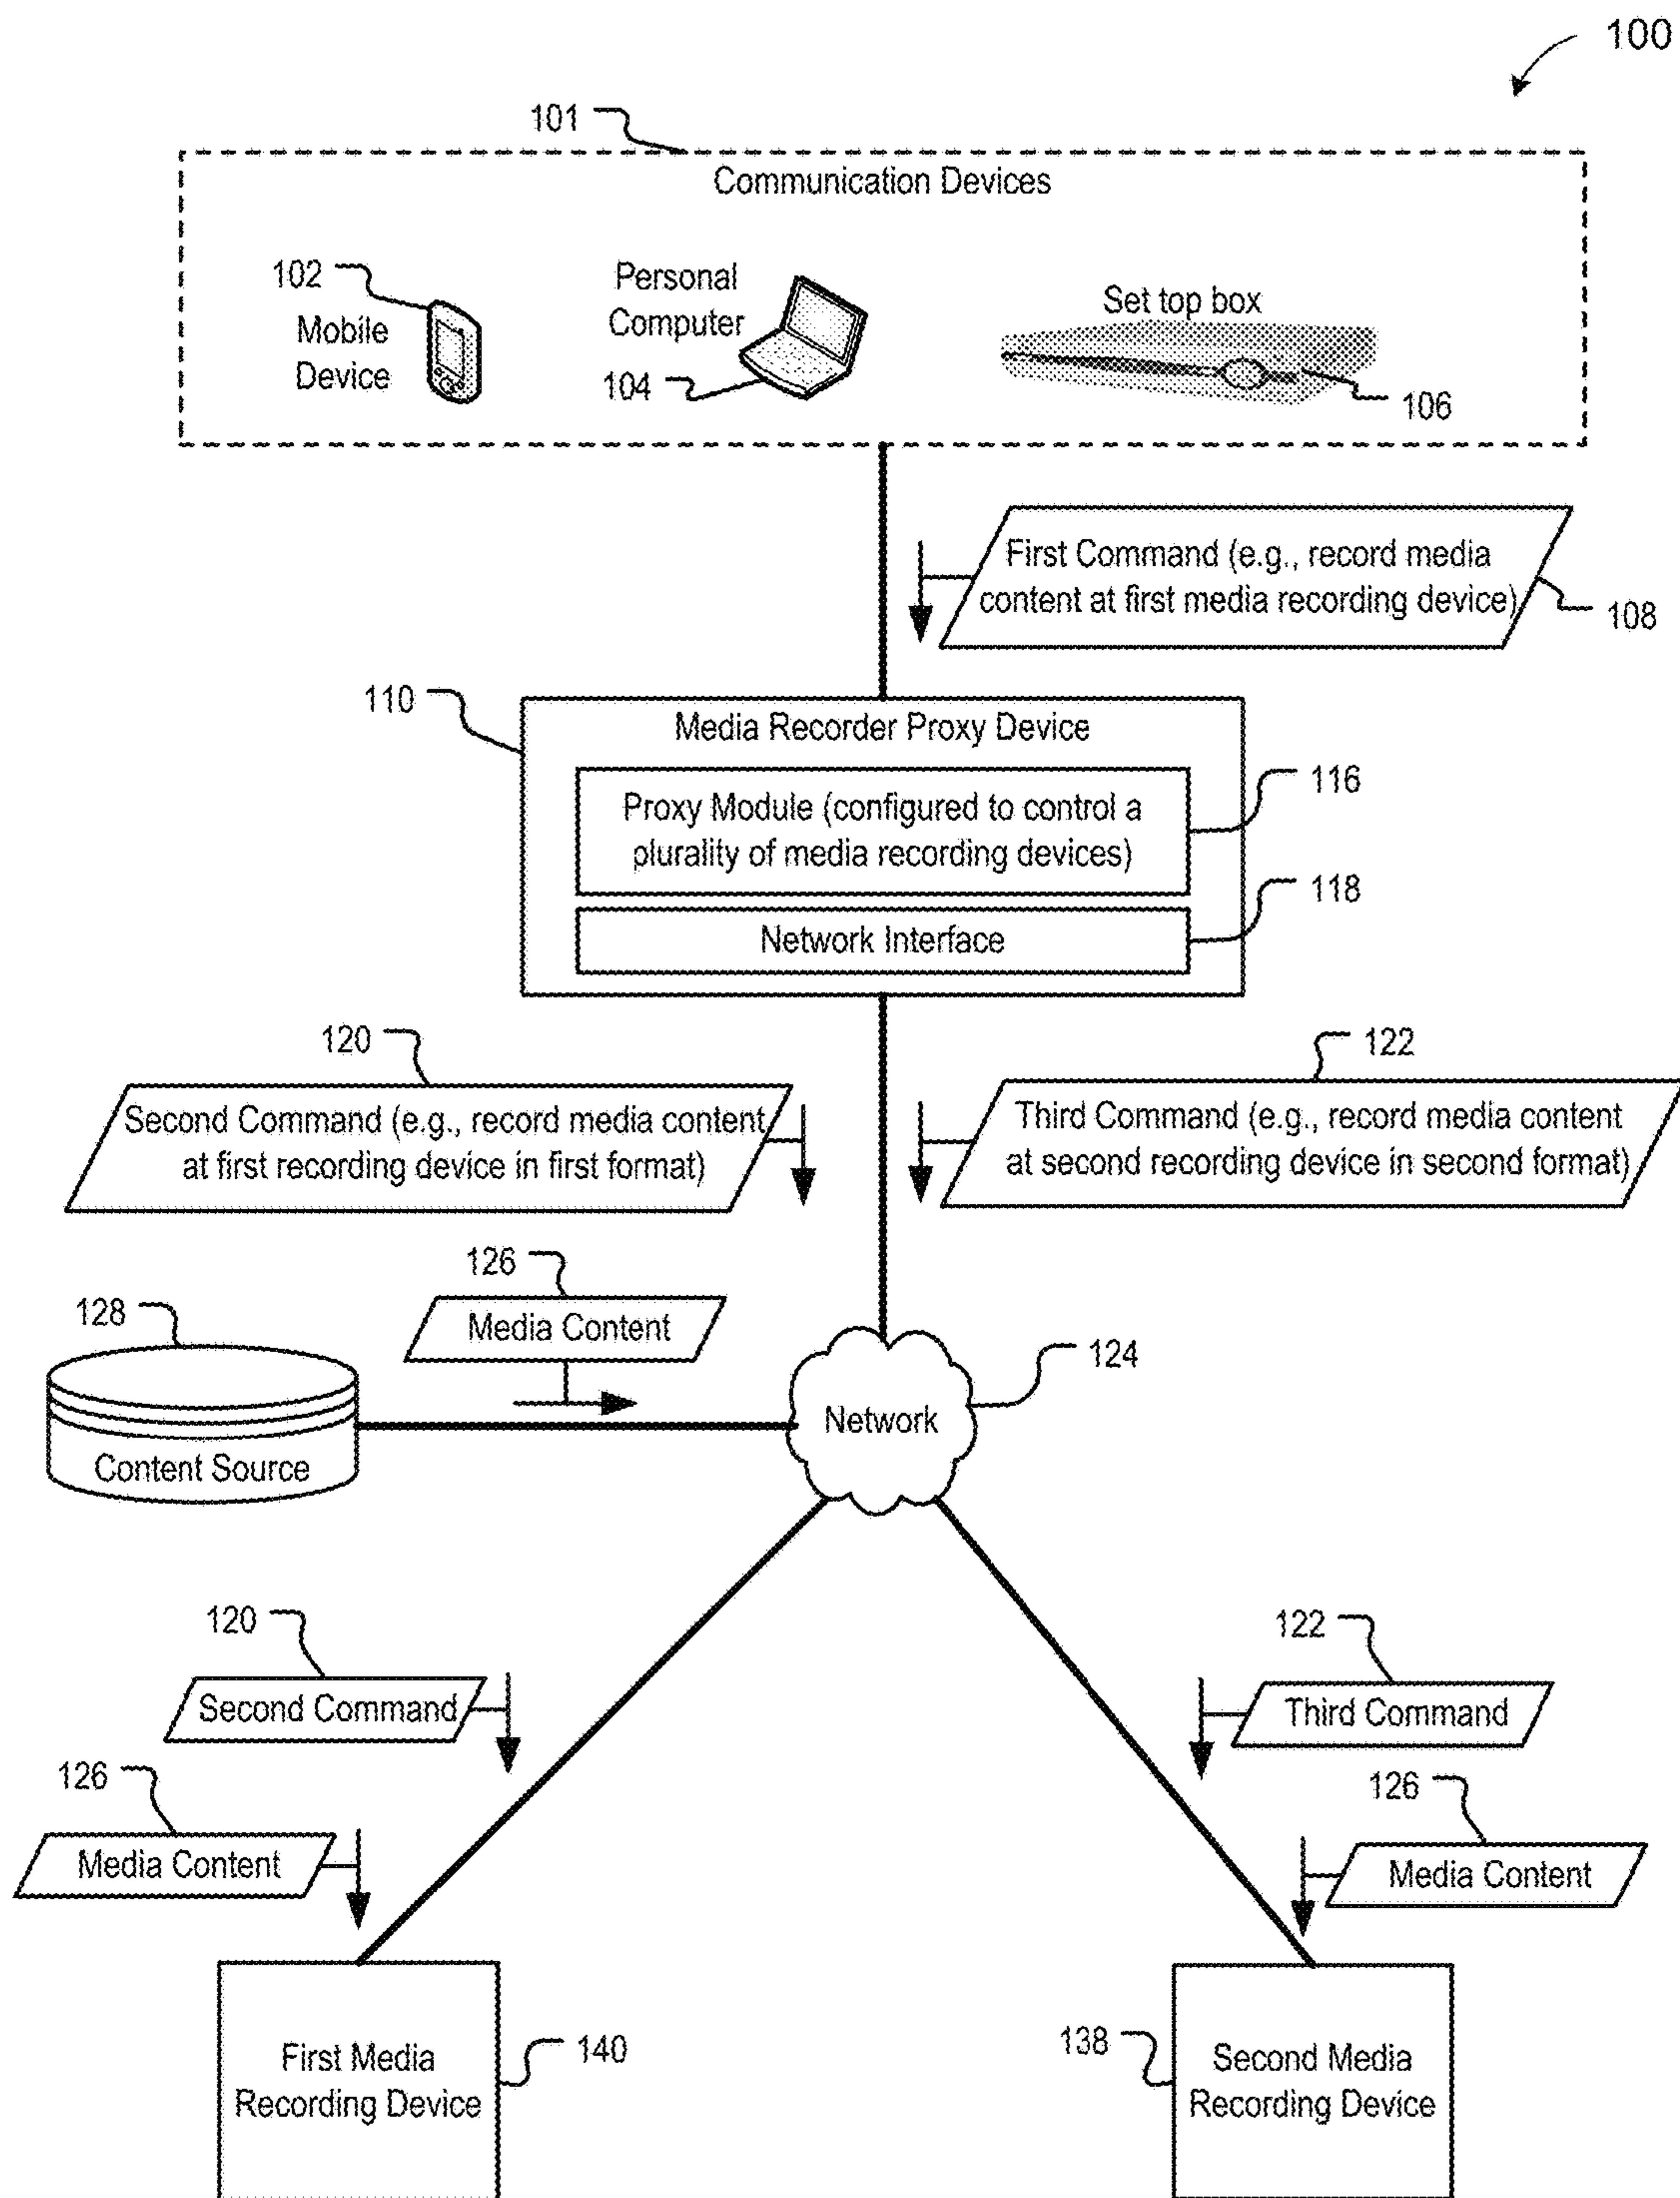 100
101
Communication Devices
102
Mobile
Device
Personal
Computer
104
Set top box
106
First Command (e.g., record media
content at first media recording device)
108
110
Media Recorder Proxy Device
Proxy Module (configured to control a
plurality of media recording devices)
116
Network Interface
118
120
Second Command (e.g., record media content
at first recording device in first format)
122
Third Command (e.g., record media content
at second recording device in second format)
126
Media Content
128
Content Source
Network
124
120
Second Command
122
Third Command
126
Media Content
126
Media Content
First Media
Recording Device
140
138
Second Media
Recording Device